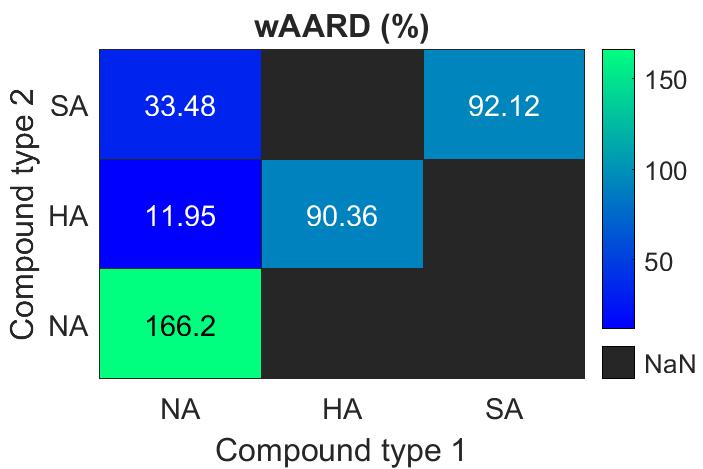 wAARD (%)
Compound type 2
SA
33.48
92.12
HA
11.95
90.36
NA
166.2
NA
HA
SA
Compound type 1
150
100
50
NaN